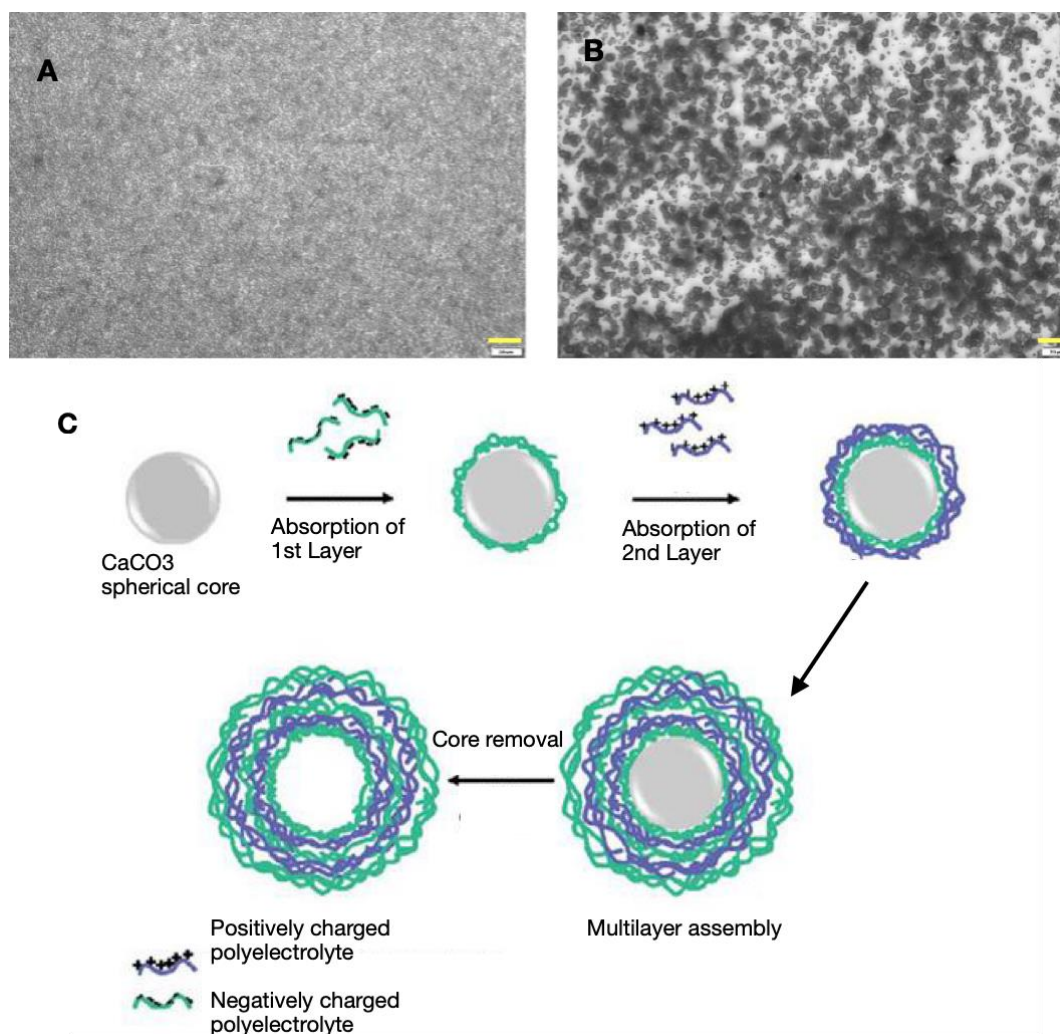 A
B
C
CaCO3
spherical core
Absorption of
1st Layer
Absorption of
2nd Layer
Core removal
Multilayer assembly
Positively charged
polyelectrolyte
Negatively charged
polyelectrolyte